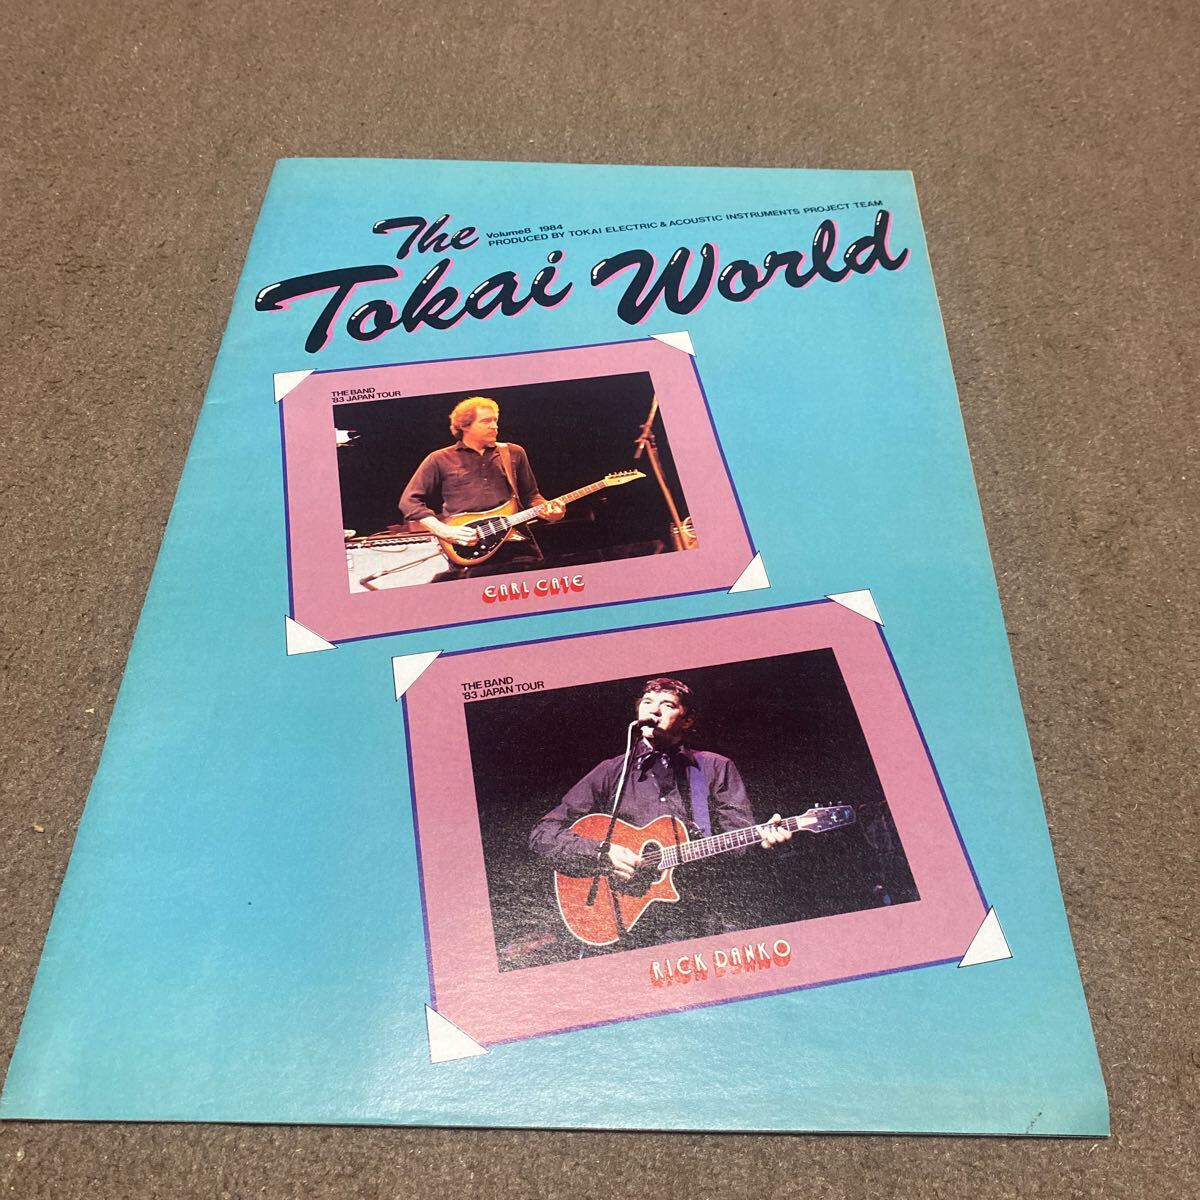 The
Volume8 1984
PRODUCED BY TOKAI ELECTRIC & ACOUSTIC INSTRUMENTS PROJECT TEAM
Tokai World
THE BAND
'83 JAPAN TOUR
EARL CATE
THE BAND
'83 JAPAN TOUR
RICK DANKO